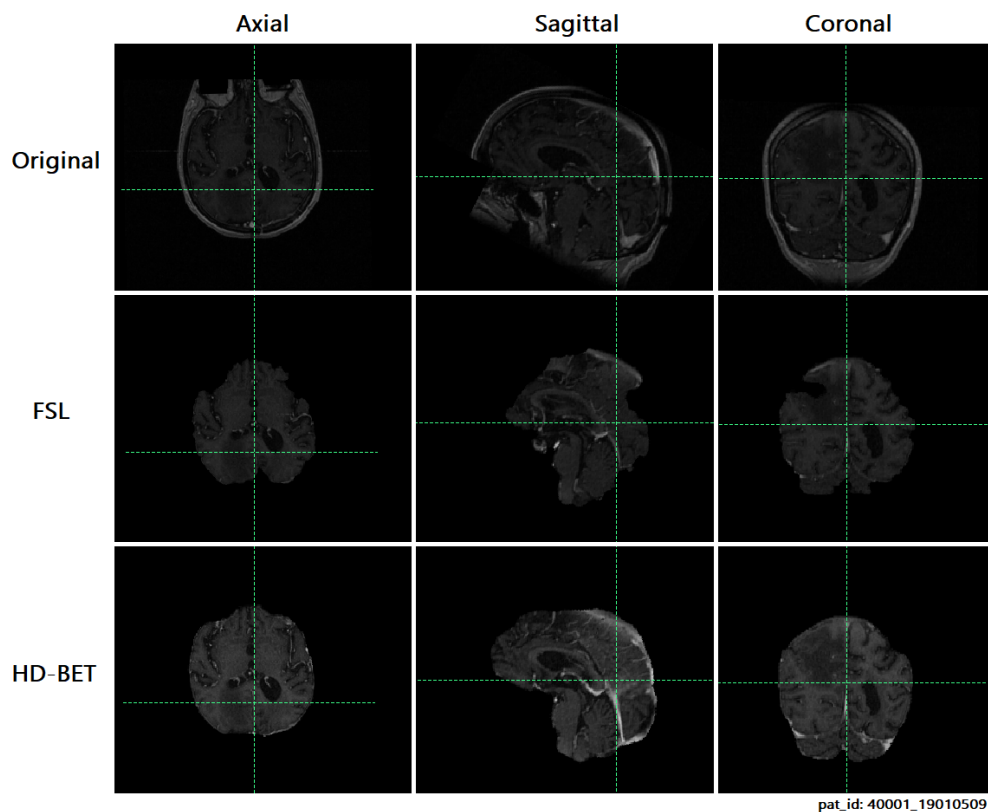 Axial Sagittal Coronal
Original
FSL
HD-BET
pat_id: 40001_19010509